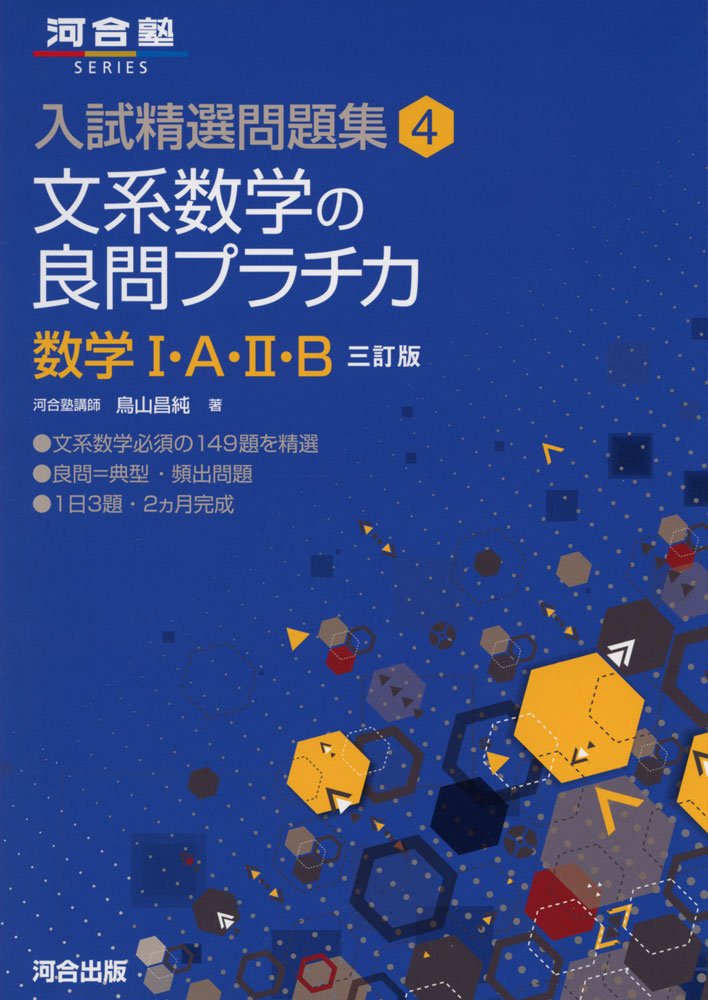 河合塾
SERIES
入試精選問題集 4
文系数学の
良問プラチカ
数学 I・A・II・B 三訂版
河合塾講師 鳥山昌純 著
●文系数学必須の149題を精選
●良問=典型・頻出問題
●1日3題・2ヵ月完成
河合出版